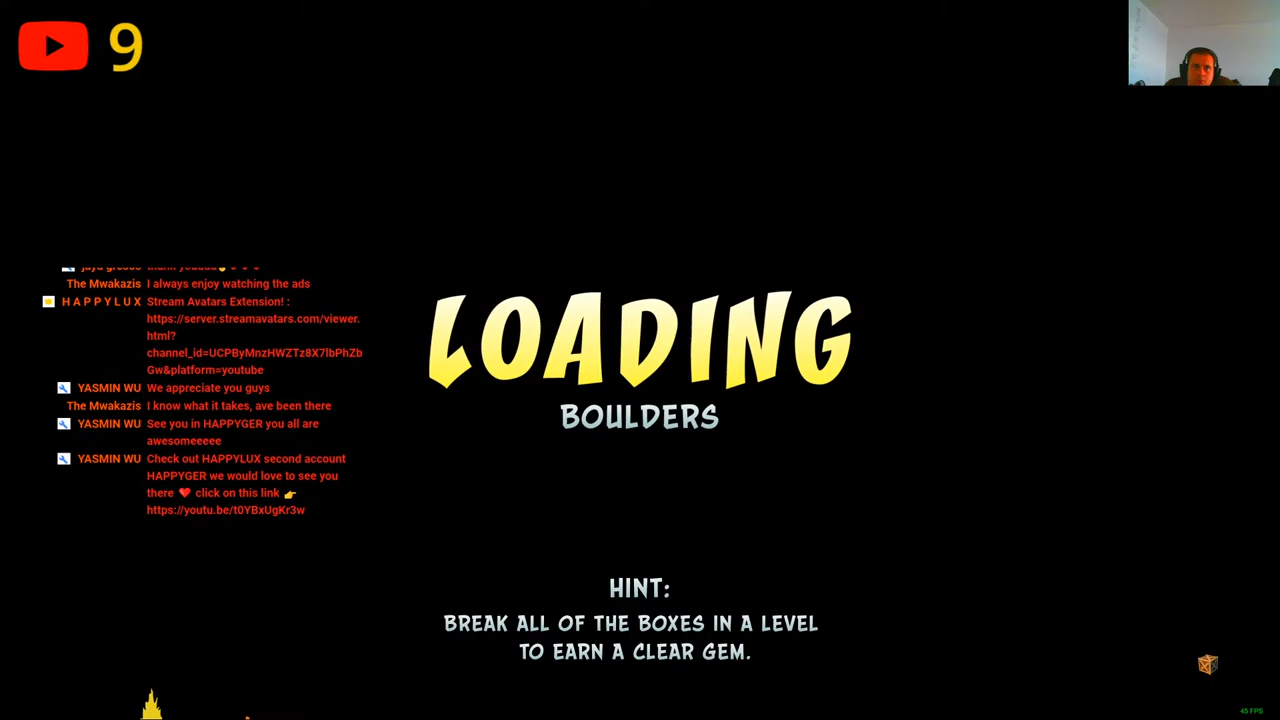 9
The Mwakazis I always enjoy watching the ads
H A P P Y L U X Stream Avatars Extension! :
https://server.streamavatars.com/viewer.
html?
channel_id=UCPByMnzHWZTz8X7lbPhZb
Gw&platform=youtube
YASMIN WU We appreciate you guys
The Mwakazis I know what it takes, ave been there
YASMIN WU See you in HAPPYGER you all are
awesomeeeee
YASMIN WU Check out HAPPYLUX second account
HAPPYGER we would love to see you
there ❤️ click on this link 👉
https://youtu.be/t0YBxUgKr3w
LOADING
BOULDERS
HINT:
BREAK ALL OF THE BOXES IN A LEVEL
TO EARN A CLEAR GEM.
45 FPS